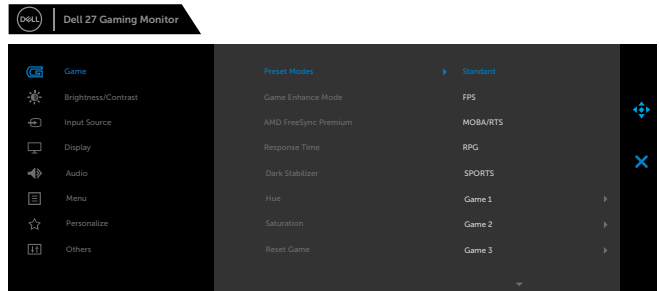 DELL
Dell 27 Gaming Monitor
Game
Preset Modes
Standard
Brightness/Contrast
Game Enhance Mode
FPS
Input Source
AMD FreeSync Premium
MOBA/RTS
Display
Response Time
RPG
Audio
Dark Stabilizer
SPORTS
Menu
Hue
Game 1
Personalize
Saturation
Game 2
Others
Reset Game
Game 3